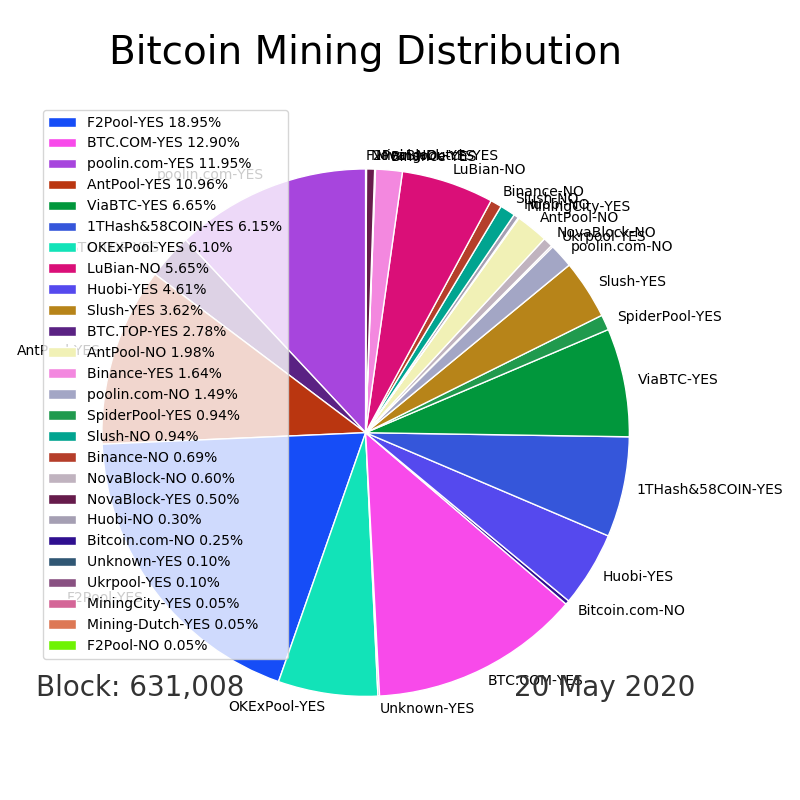 Bitcoin Mining Distribution
F2Pool-YES 18.95%
BTC.COM-YES 12.90%
poolin.com-YES 11.95%
AntPool-YES 10.96%
ViaBTC-YES 6.65%
1THash&58COIN-YES 6.15%
OKExPool-YES 6.10%
LuBian-NO 5.65%
Huobi-YES 4.61%
Slush-YES 3.62%
BTC.TOP-YES 2.78%
AntPool-NO 1.98%
Binance-YES 1.64%
poolin.com-NO 1.49%
SpiderPool-YES 0.94%
Slush-NO 0.94%
Binance-NO 0.69%
NovaBlock-NO 0.60%
NovaBlock-YES 0.50%
Huobi-NO 0.30%
Bitcoin.com-NO 0.25%
Unknown-YES 0.10%
Ukrpool-YES 0.10%
MiningCity-YES 0.05%
Mining-Dutch-YES 0.05%
F2Pool-NO 0.05%
poolin.com-YES
AntPool-YES
F2Pool-YES
Binance-YES
LuBian-NO
Binance-NO
Slush-NO
Huobi-NO
MiningCity-YES
AntPool-NO
NovaBlock-NO
Ukrpool-YES
poolin.com-NO
Slush-YES
SpiderPool-YES
ViaBTC-YES
1THash&58COIN-YES
Huobi-YES
Bitcoin.com-NO
BTC.COM-YES
Unknown-YES
OKExPool-YES
Block: 631,008
20 May 2020